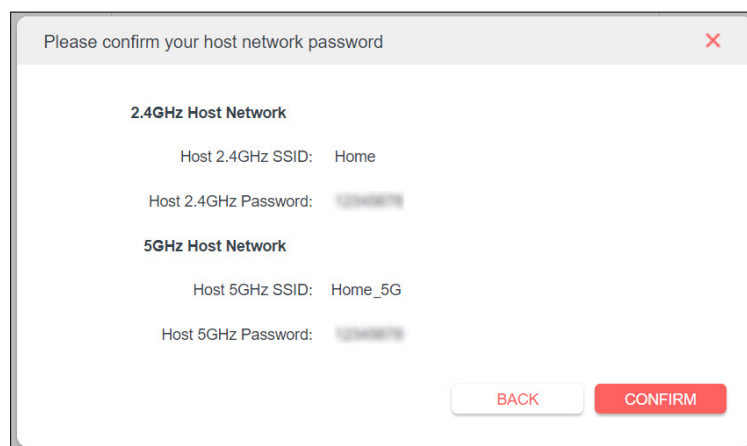 Please confirm your host network password
2.4GHz Host Network
Host 2.4GHz SSID: Home
Host 2.4GHz Password:
5GHz Host Network
Host 5GHz SSID: Home_5G
Host 5GHz Password:
BACK CONFIRM